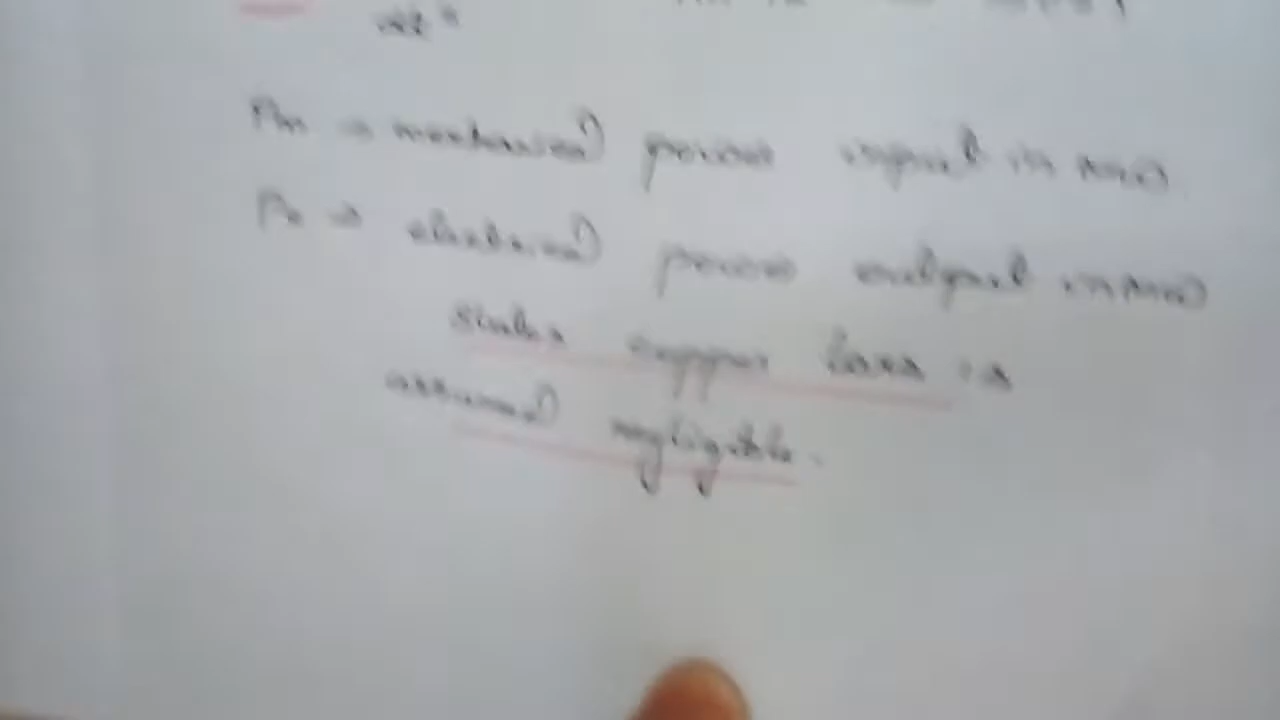 Pm → mechanical power input in MW
Pe → electrical power output in MW
stator copper loss is
assumed negligible.